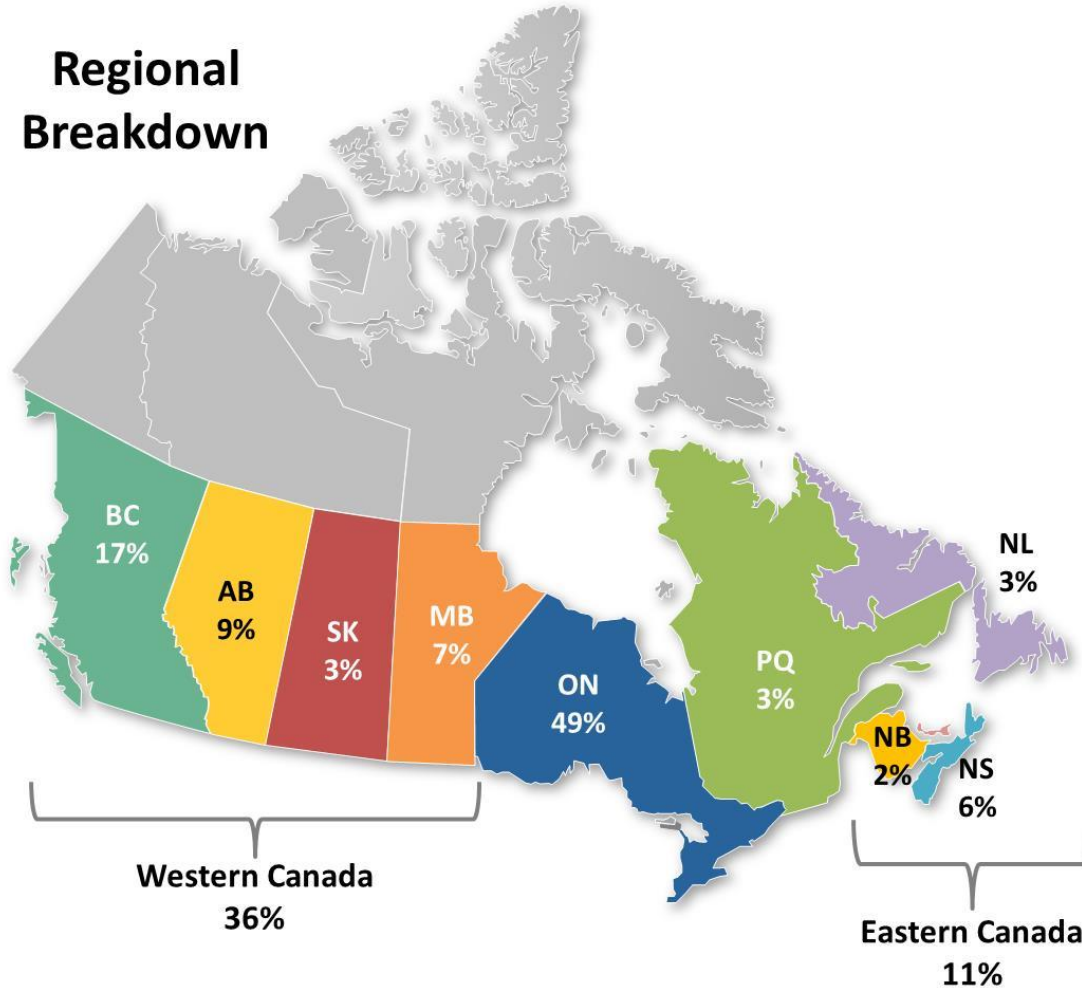 Regional
Breakdown
BC
17%
AB
9%
SK
3%
MB
7%
ON
49%
PQ
3%
NL
3%
NB
2%
NS
6%
Western Canada
36%
Eastern Canada
11%